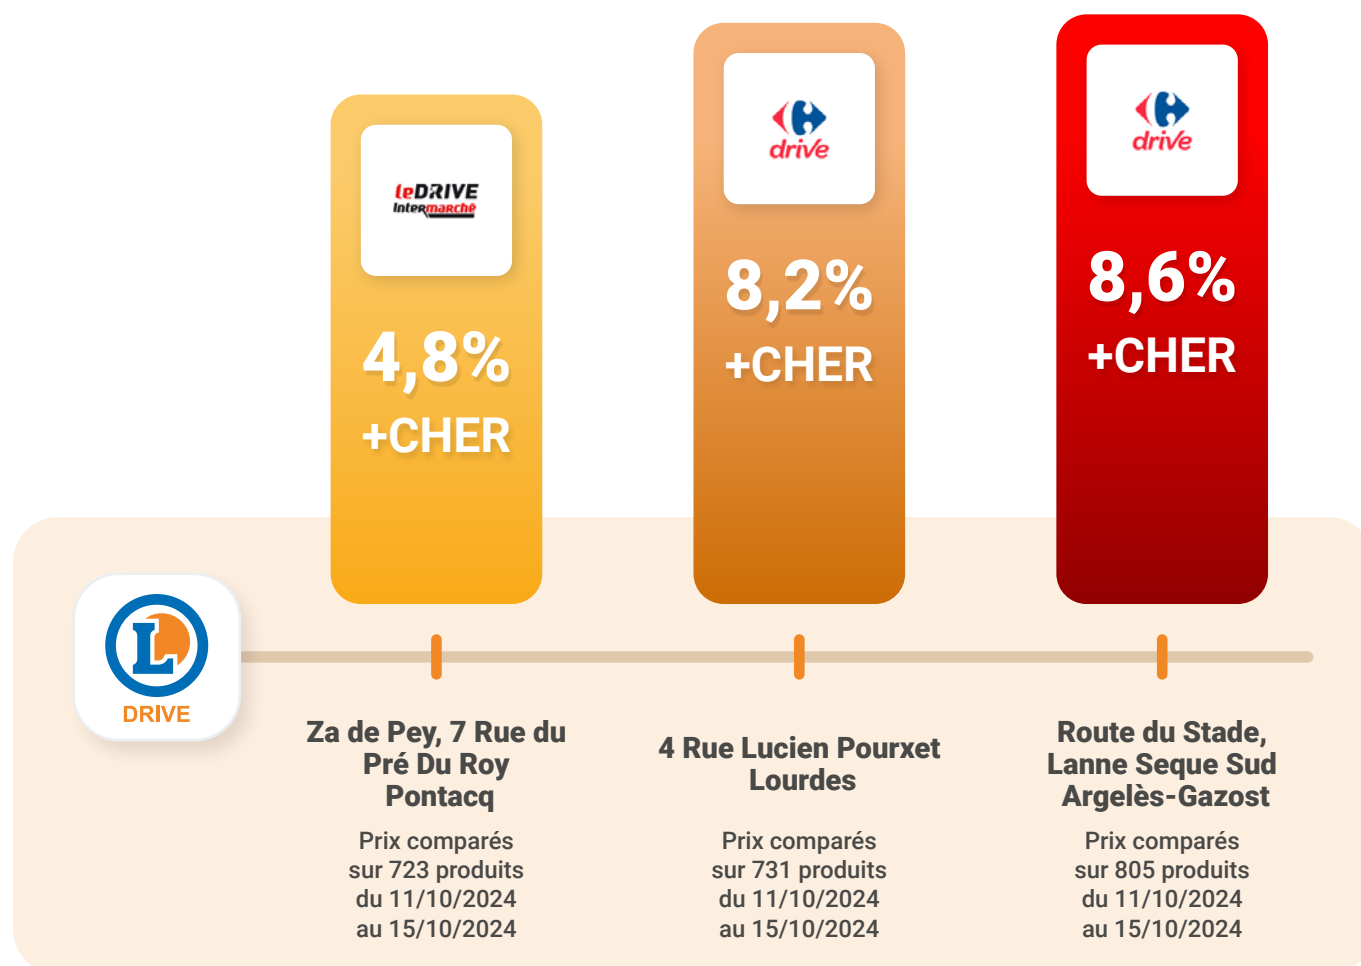 leDRIVE
Intermarché
4,8%
+CHER
drive
8,2%
+CHER
drive
8,6%
+CHER
L
DRIVE
Za de Pey, 7 Rue du
Pré Du Roy
Pontacq
Prix comparés
sur 723 produits
du 11/10/2024
au 15/10/2024
4 Rue Lucien Pourxet
Lourdes
Prix comparés
sur 731 produits
du 11/10/2024
au 15/10/2024
Route du Stade,
Lanne Seque Sud
Argelès-Gazost
Prix comparés
sur 805 produits
du 11/10/2024
au 15/10/2024